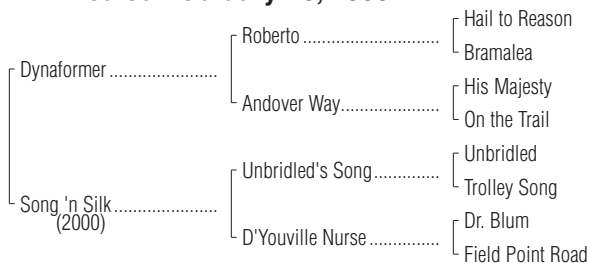 Hail to Reason
Roberto ..............................
Bramalea
Dynaformer .......................
His Majesty
Andover Way.....................
On the Trail
Unbridled
Unbridled's Song..............
Trolley Song
Song 'n Silk ......................
(2000)
Dr. Blum
D'Youville Nurse ...............
Field Point Road